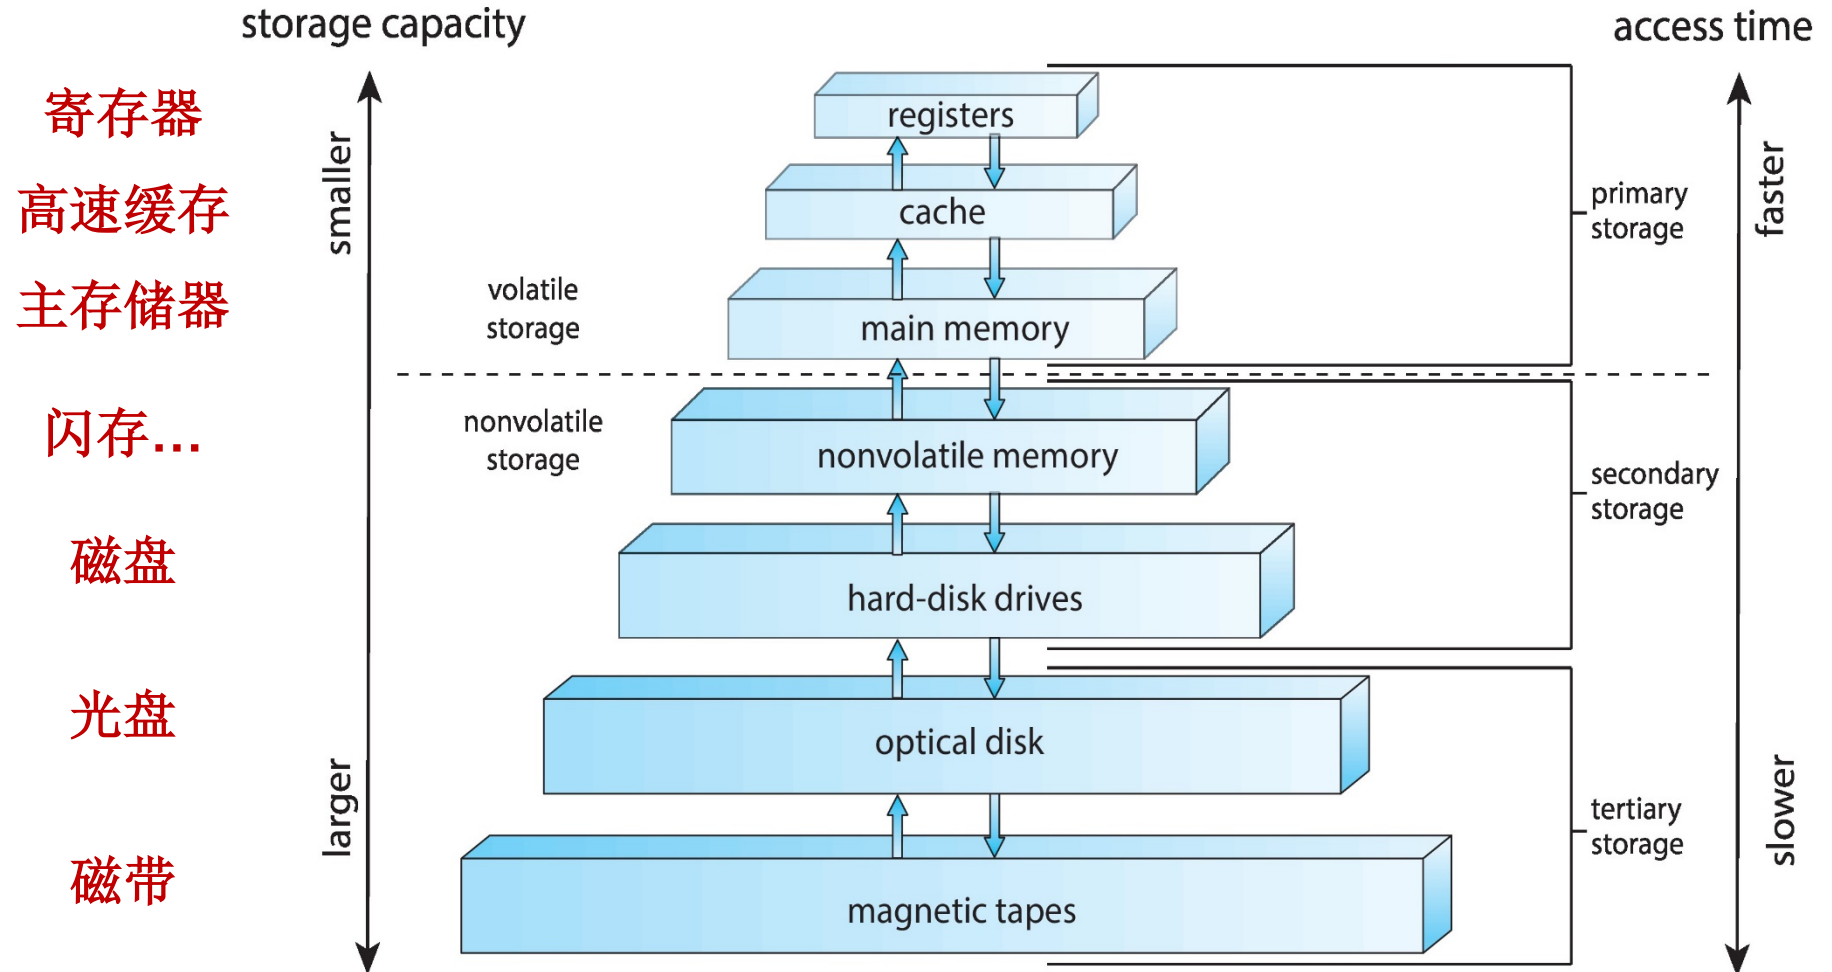 storage capacity
access time
寄存器
smaller
registers
高速缓存
cache
primary
storage
faster
主存储器
volatile
storage
main memory
闪存...
nonvolatile
storage
nonvolatile memory
secondary
storage
磁盘
hard-disk drives
光盘
optical disk
larger
tertiary
storage
slower
磁带
magnetic tapes